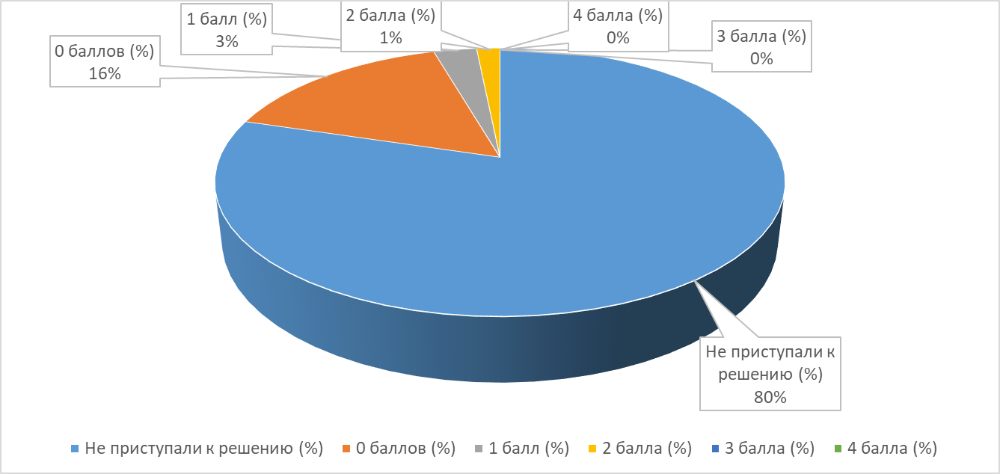 0 баллов (%)
16%
1 балл (%)
3%
2 балла (%)
1%
4 балла (%)
0%
3 балла (%)
0%
Не приступали к
решению (%)
80%
Не приступали к решению (%)
0 баллов (%)
1 балл (%)
2 балла (%)
3 балла (%)
4 балла (%)